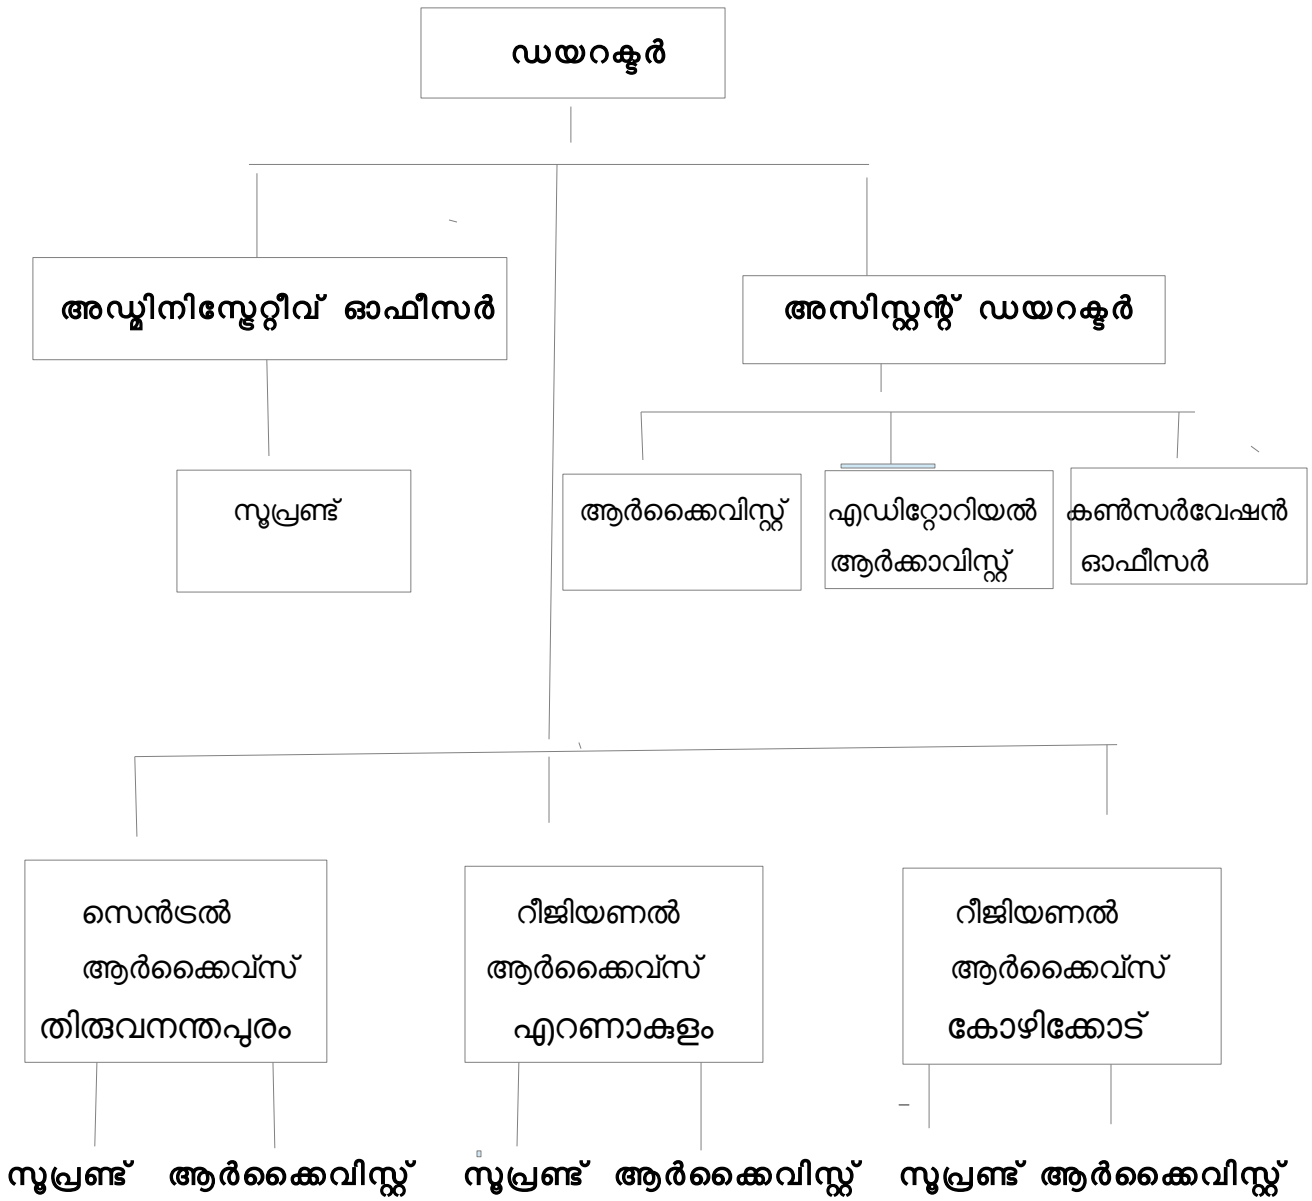 ഡയറക്ടർ
അഡ്മിനിസ്ട്രേറ്റീവ് ഓഫീസർ
അസിസ്റ്റന്റ് ഡയറക്ടർ
സൂപ്രണ്ട്
ആർക്കൈവിസ്റ്റ്
എഡിറ്റോറിയൽ
ആർക്കാവിസ്റ്റ്
കൺസർവേഷൻ
ഓഫീസർ
സെൻട്രൽ
ആർക്കൈവ്സ്
തിരുവനന്തപുരം
റീജിയണൽ
ആർക്കൈവ്സ്
എറണാകുളം
റീജിയണൽ
ആർക്കൈവ്സ്
കോഴിക്കോട്
സൂപ്രണ്ട് ആർക്കൈവിസ്റ്റ് സൂപ്രണ്ട് ആർക്കൈവിസ്റ്റ് സൂപ്രണ്ട് ആർക്കൈവിസ്റ്റ്